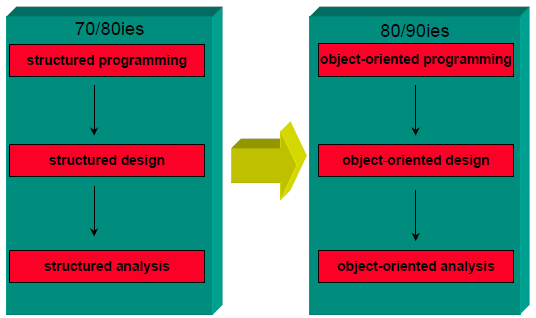 70/80ies
structured programming
structured design
structured analysis
80/90ies
object-oriented programming
object-oriented design
object-oriented analysis